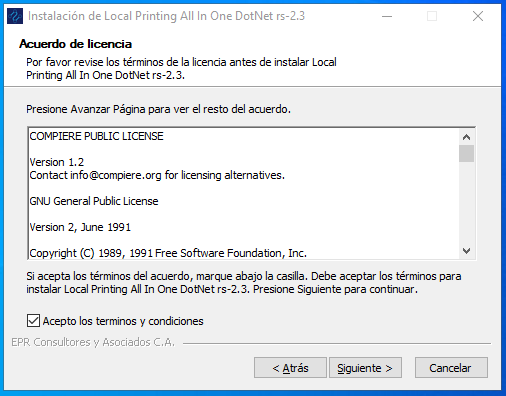 Instalación de Local Printing All In One DotNet rs-2.3
Acuerdo de licencia
Por favor revise los términos de la licencia antes de instalar Local
Printing All In One DotNet rs-2.3.
Presione Avanzar Página para ver el resto del acuerdo.
COMPIERE PUBLIC LICENSE
Version 1.2
Contact info@compiere.org for licensing alternatives.
GNU General Public License
Version 2, June 1991
Copyright (C) 1989, 1991 Free Software Foundation, Inc.
Si acepta los términos del acuerdo, marque abajo la casilla. Debe aceptar los términos para
instalar Local Printing All In One DotNet rs-2.3. Presione Siguiente para continuar.
Acepto los terminos y condiciones
EPR Consultores y Asociados C.A.
< Atrás
Siguiente >
Cancelar